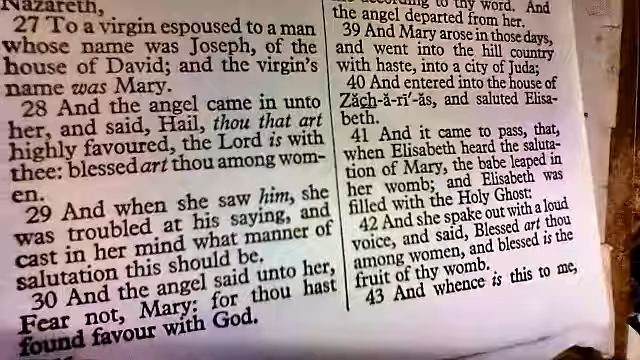 Nazareth,
27 To a virgin espoused to a man
whose name was Joseph, of the
house of David; and the virgin's
name was Mary.
28 And the angel came in unto
her, and said, Hail, thou that art
highly favoured, the Lord is with
thee: blessed art thou among wom-
en.
29 And when she saw him, she
was troubled at his saying, and
cast in her mind what manner of
salutation this should be.
30 And the angel said unto her,
Fear not, Mary: for thou hast
found favour with God.
according to thy word. And
the angel departed from her.
39 And Mary arose in those days,
and went into the hill country
with haste, into a city of Juda;
40 And entered into the house of
Zăch-ā-rī′-ăs, and saluted Elisa-
beth.
41 And it came to pass, that,
when Elisabeth heard the saluta-
tion of Mary, the babe leaped in
her womb; and Elisabeth was
filled with the Holy Ghost:
42 And she spake out with a loud
voice, and said, Blessed art thou
among women, and blessed is the
fruit of thy womb.
43 And whence is this to me,